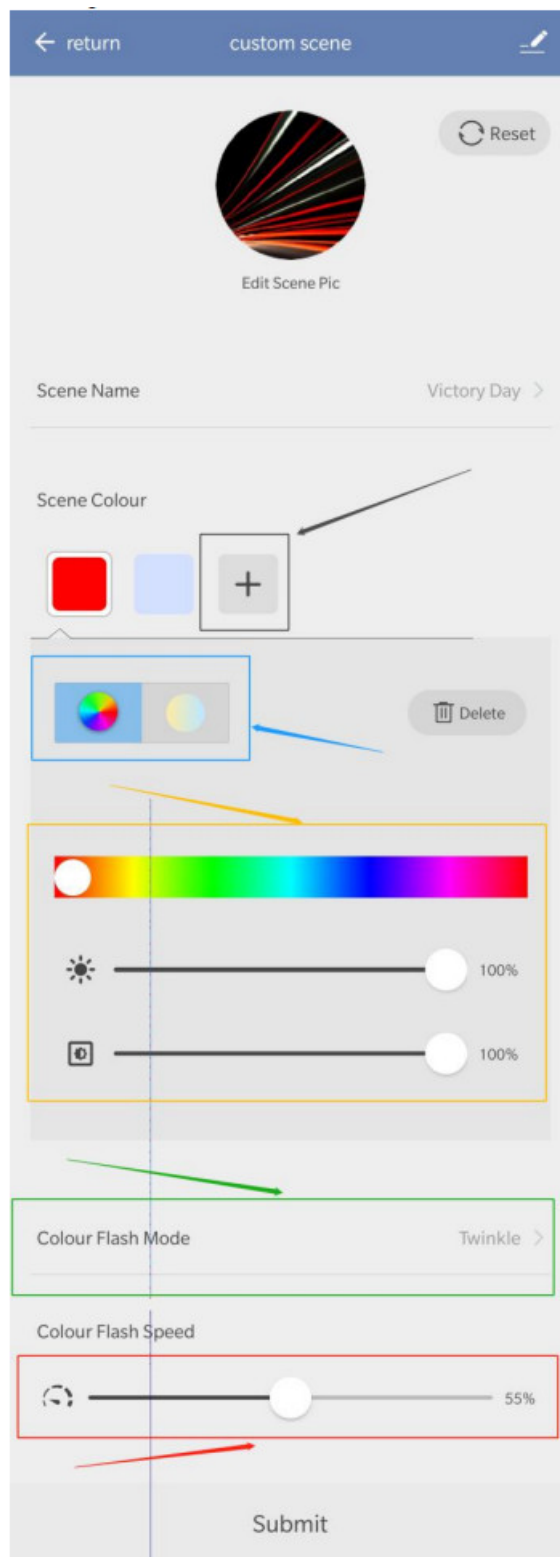 return custom scene
Reset
Edit Scene Pic
Scene Name Victory Day
Scene Colour
Delete
100%
100%
Colour Flash Mode Twinkle
Colour Flash Speed
55%
Submit